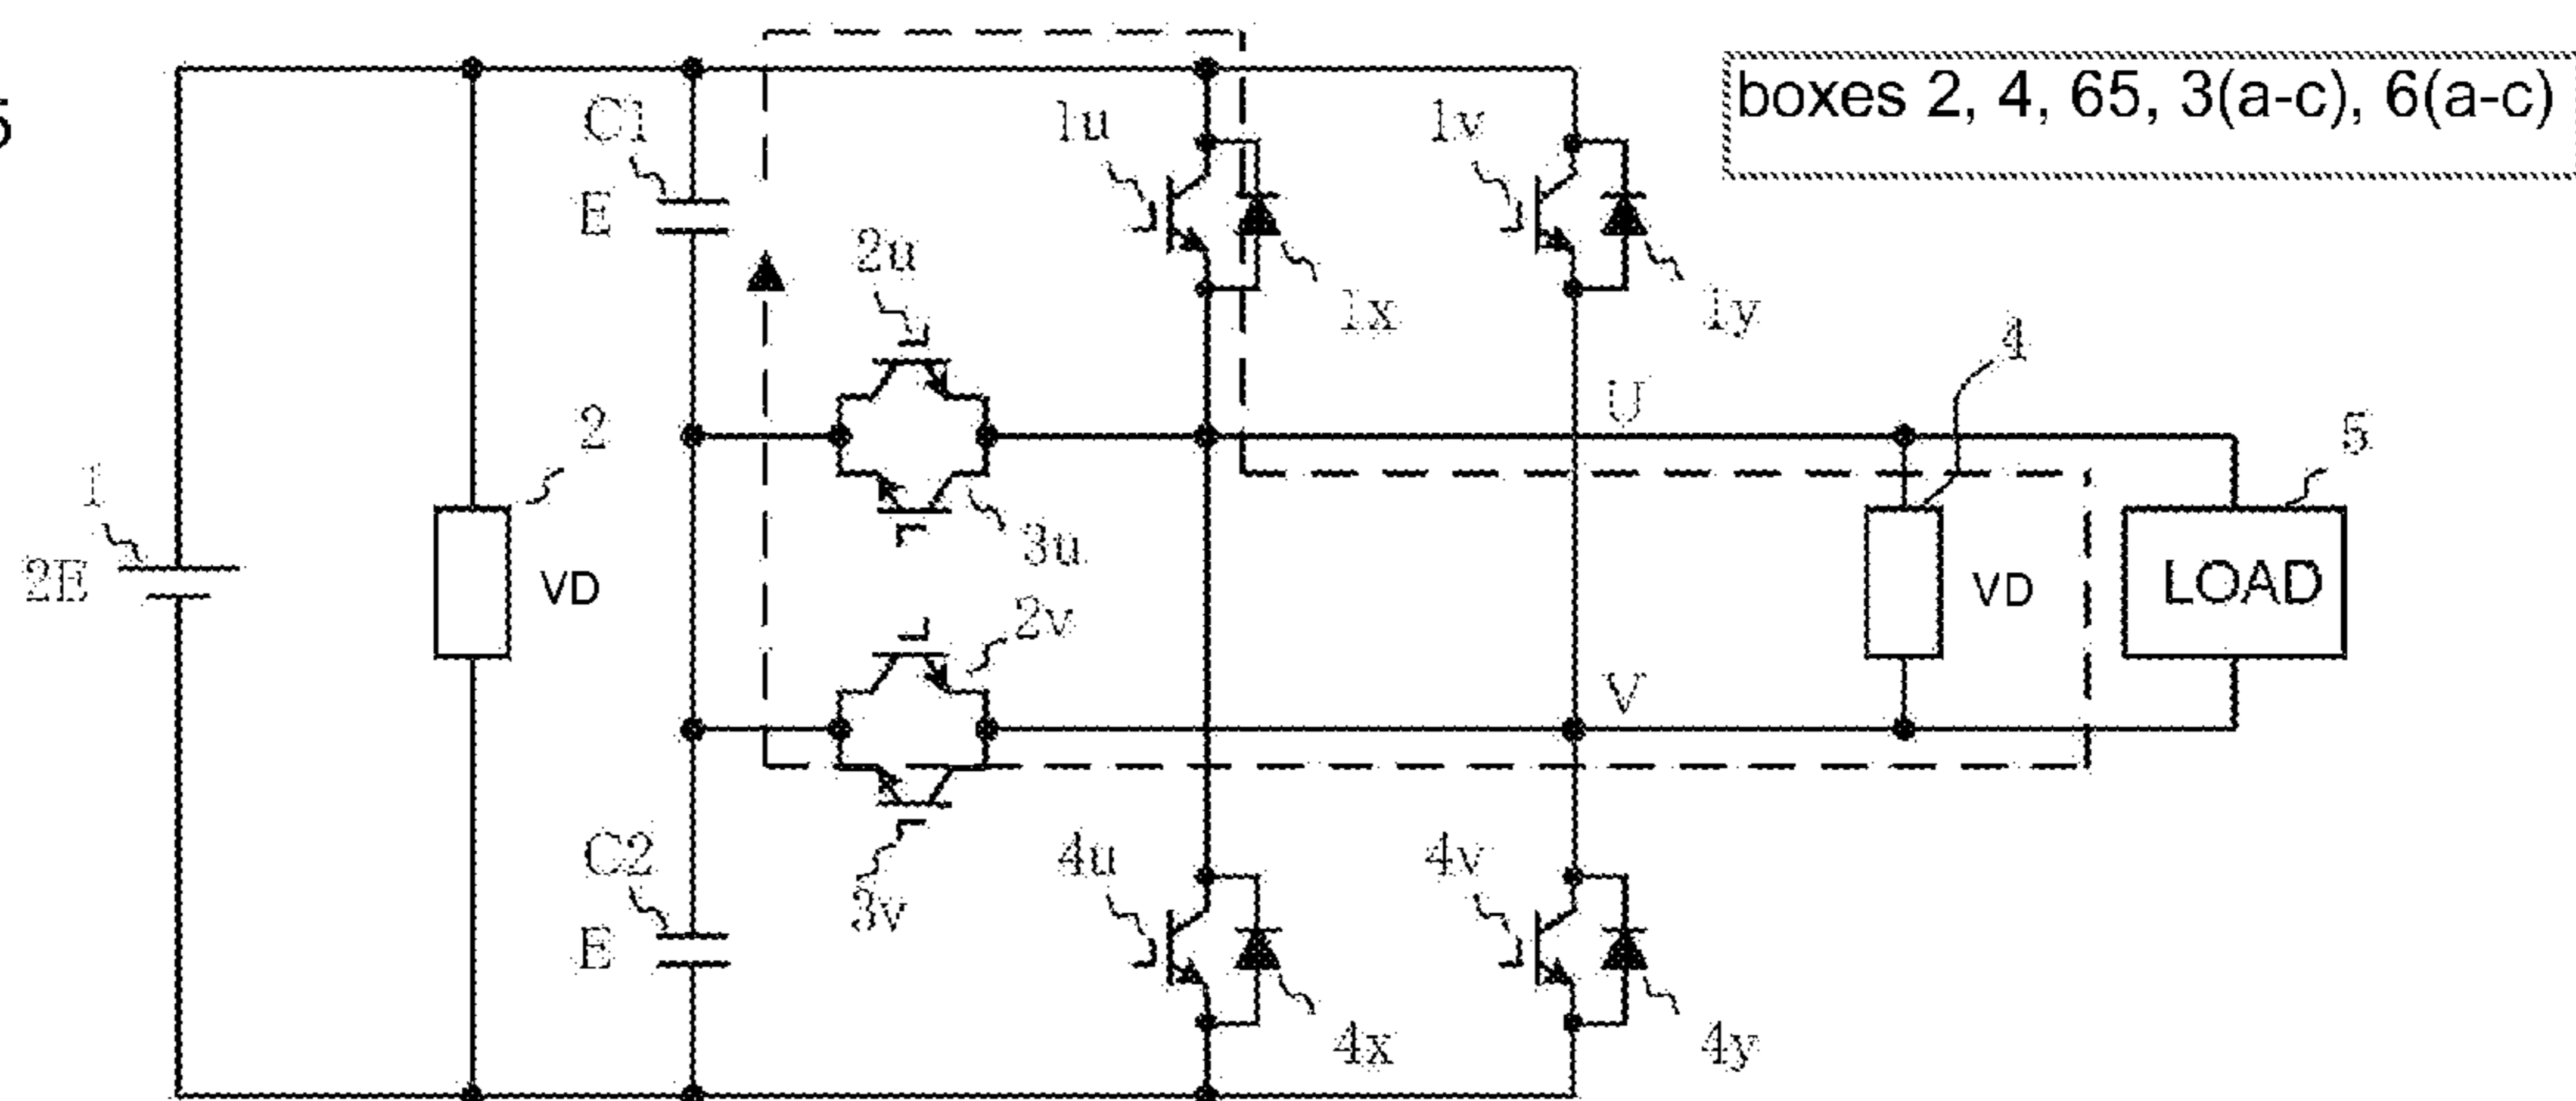 5
boxes 2, 4, 65, 3(a-c), 6(a-c)
C1
1u
1v
E
2u
1x
1y
4
U
2
5
1
3u
2E
VD
VD
LOAD
2v
V
C2
4u
4v
3v
E
4x
4y